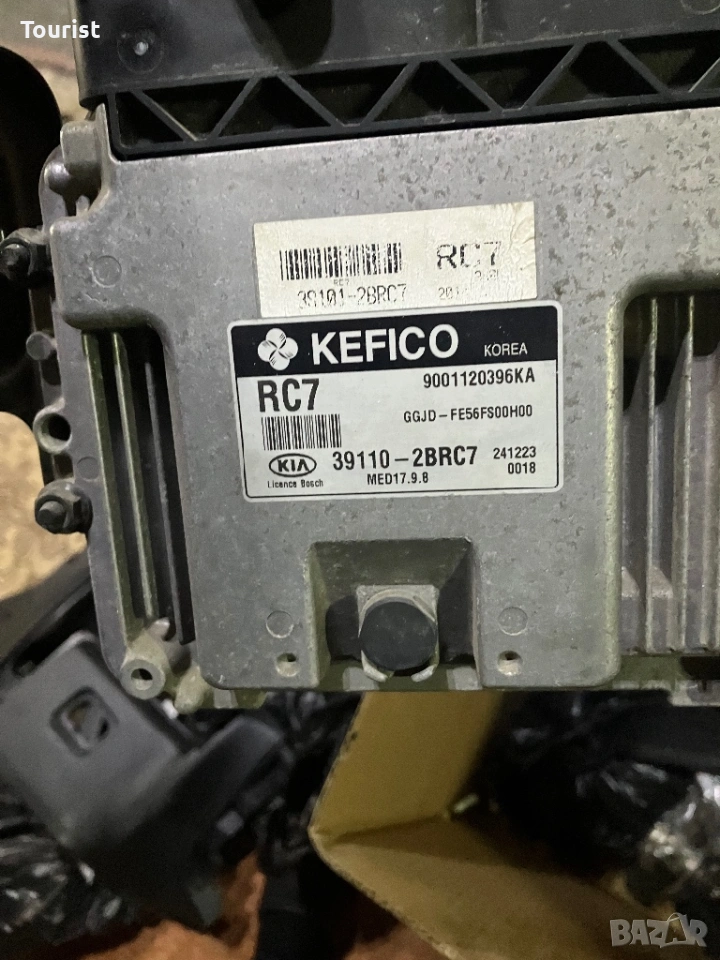 Tourist
RC7
RC7
39101-2BRC7
KEFICO KOREA
RC7 9001120396KA
GGJD-FE56FS00H00
KIA 39110-2BRC7 241223
0018
Licence Bosch MED17.9.8
BAZAR